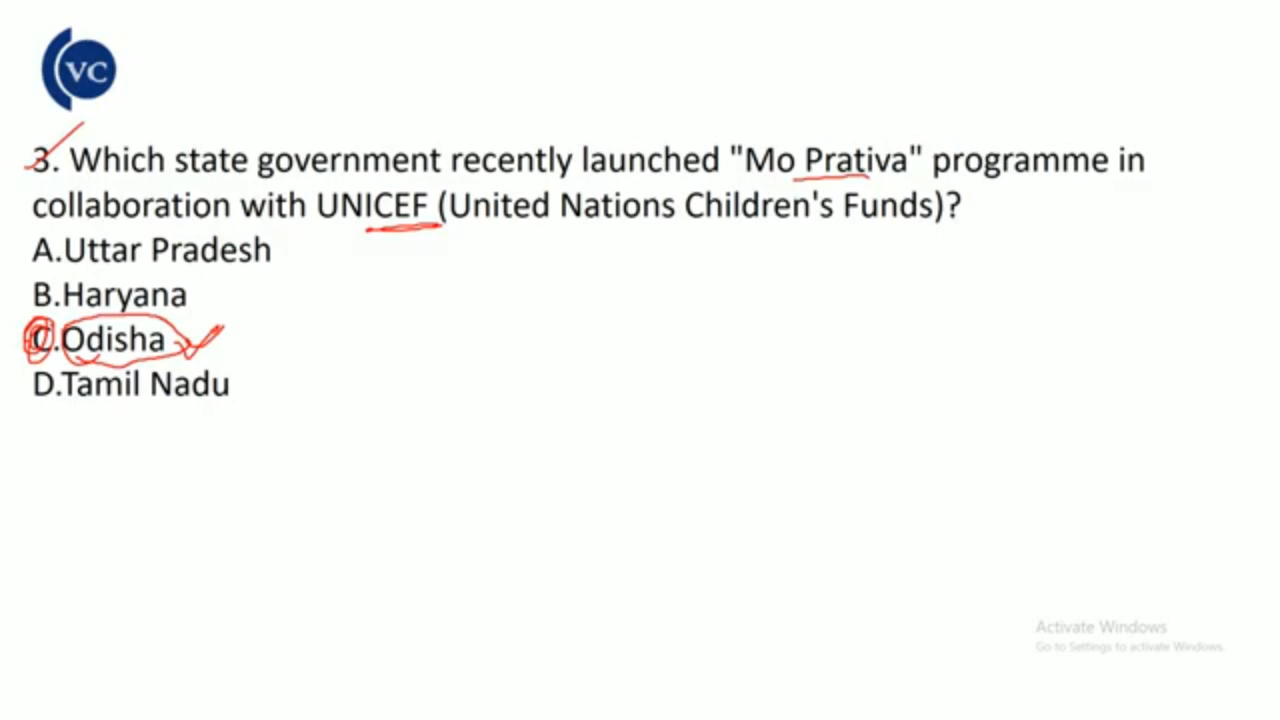 VC
3. Which state government recently launched "Mo Prativa" programme in
collaboration with UNICEF (United Nations Children's Funds)?
A.Uttar Pradesh
B.Haryana
C.Odisha
D.Tamil Nadu
Activate Windows
Go to Settings to activate Windows.